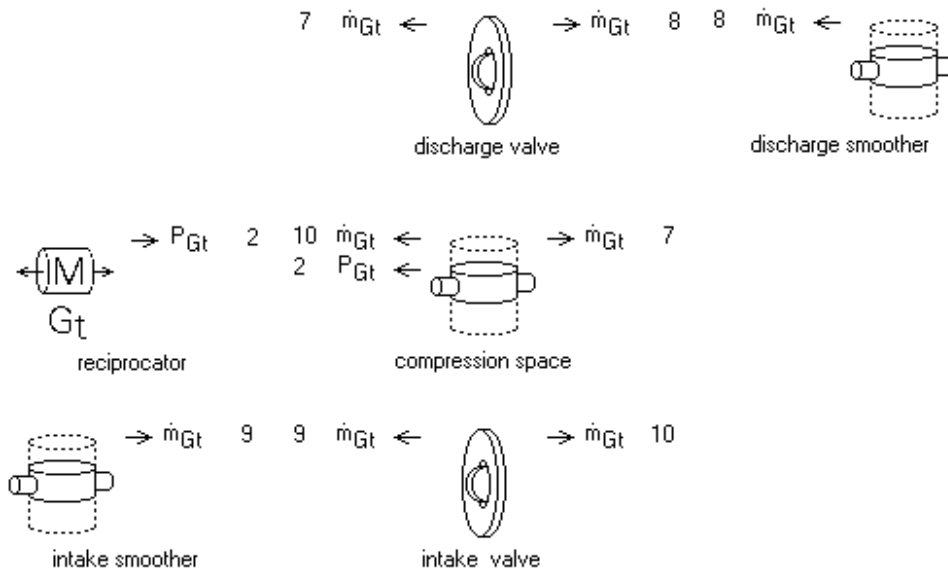 7 ṁGt ← → ṁGt 8 8 ṁGt ←
discharge valve discharge smoother
→ PGt 2 10 ṁGt ← → ṁGt 7
2 PGt ←
|M|
Gt
reciprocator compression space
→ ṁGt 9 9 ṁGt ← → ṁGt 10
intake smoother intake valve